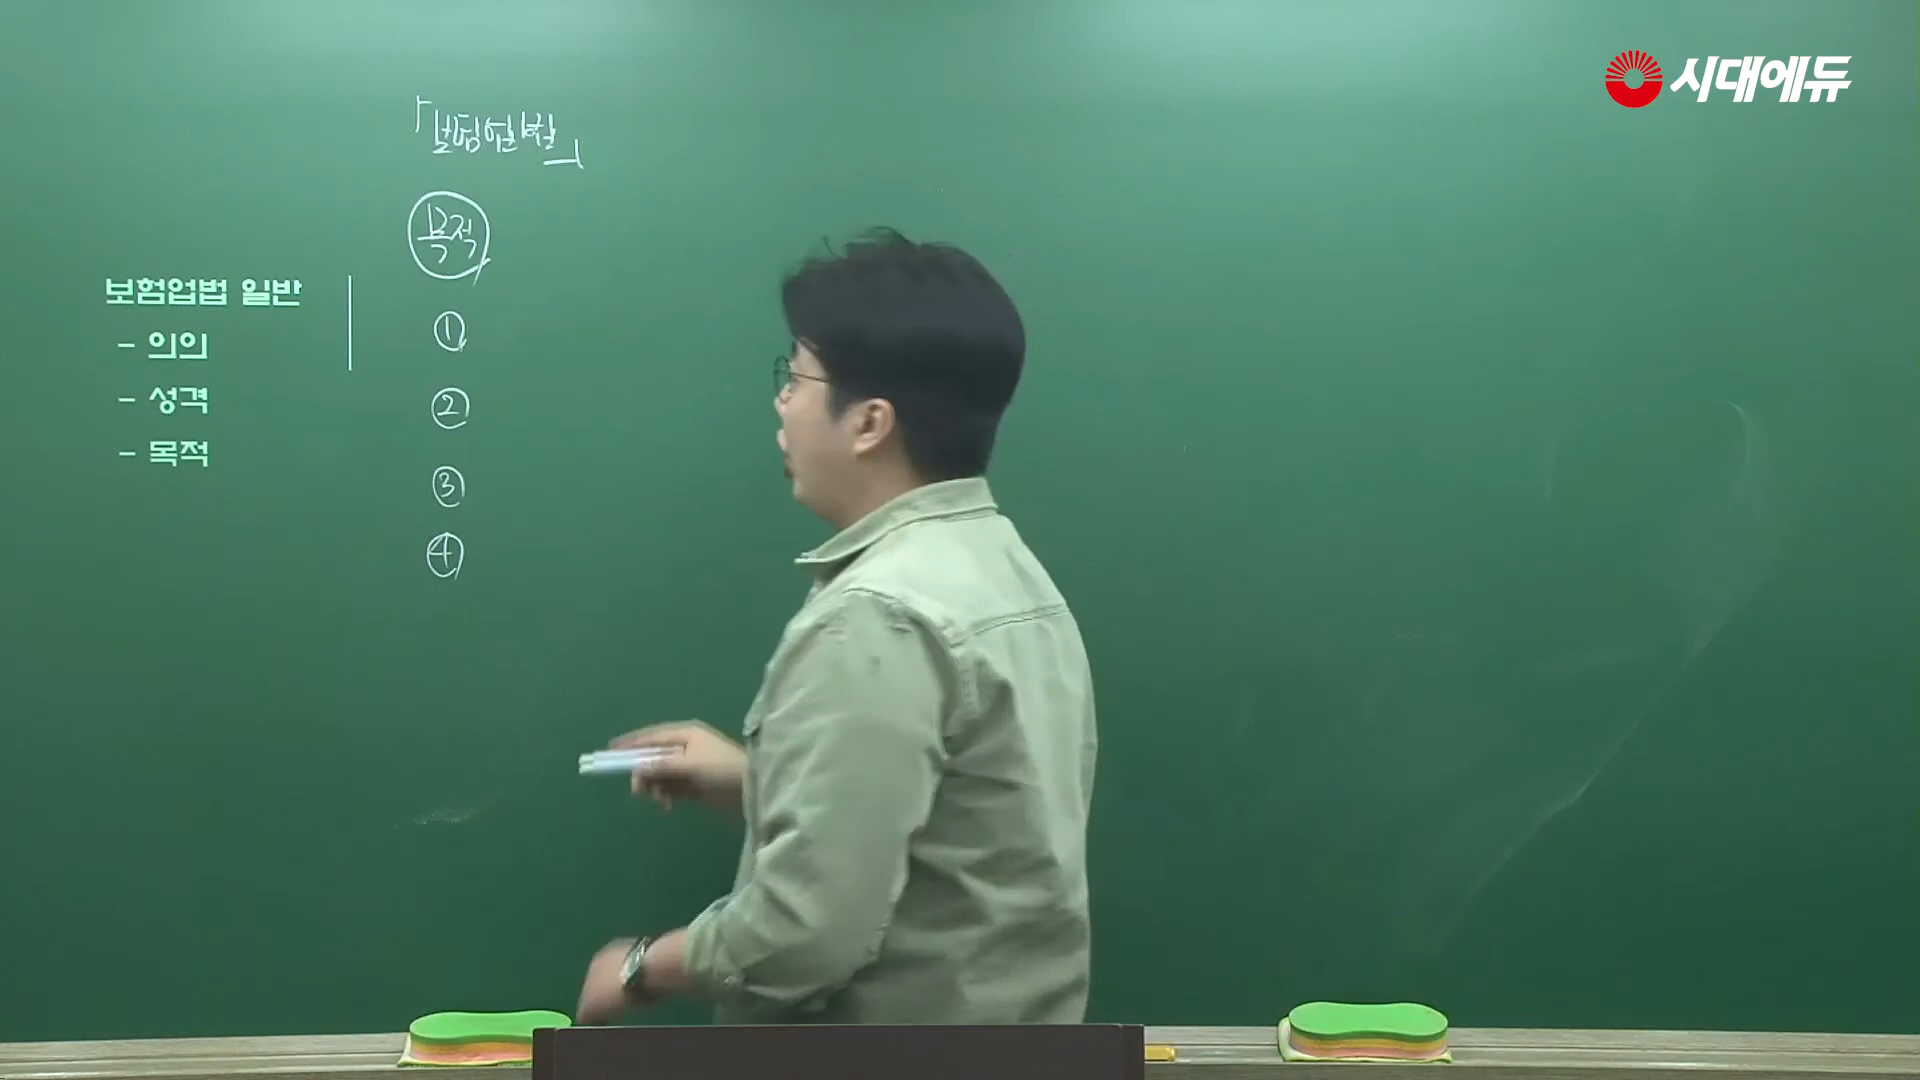 시대에듀
「보험업법」
목적
①
②
③
④
보험업법 일반
- 의의
- 성격
- 목적